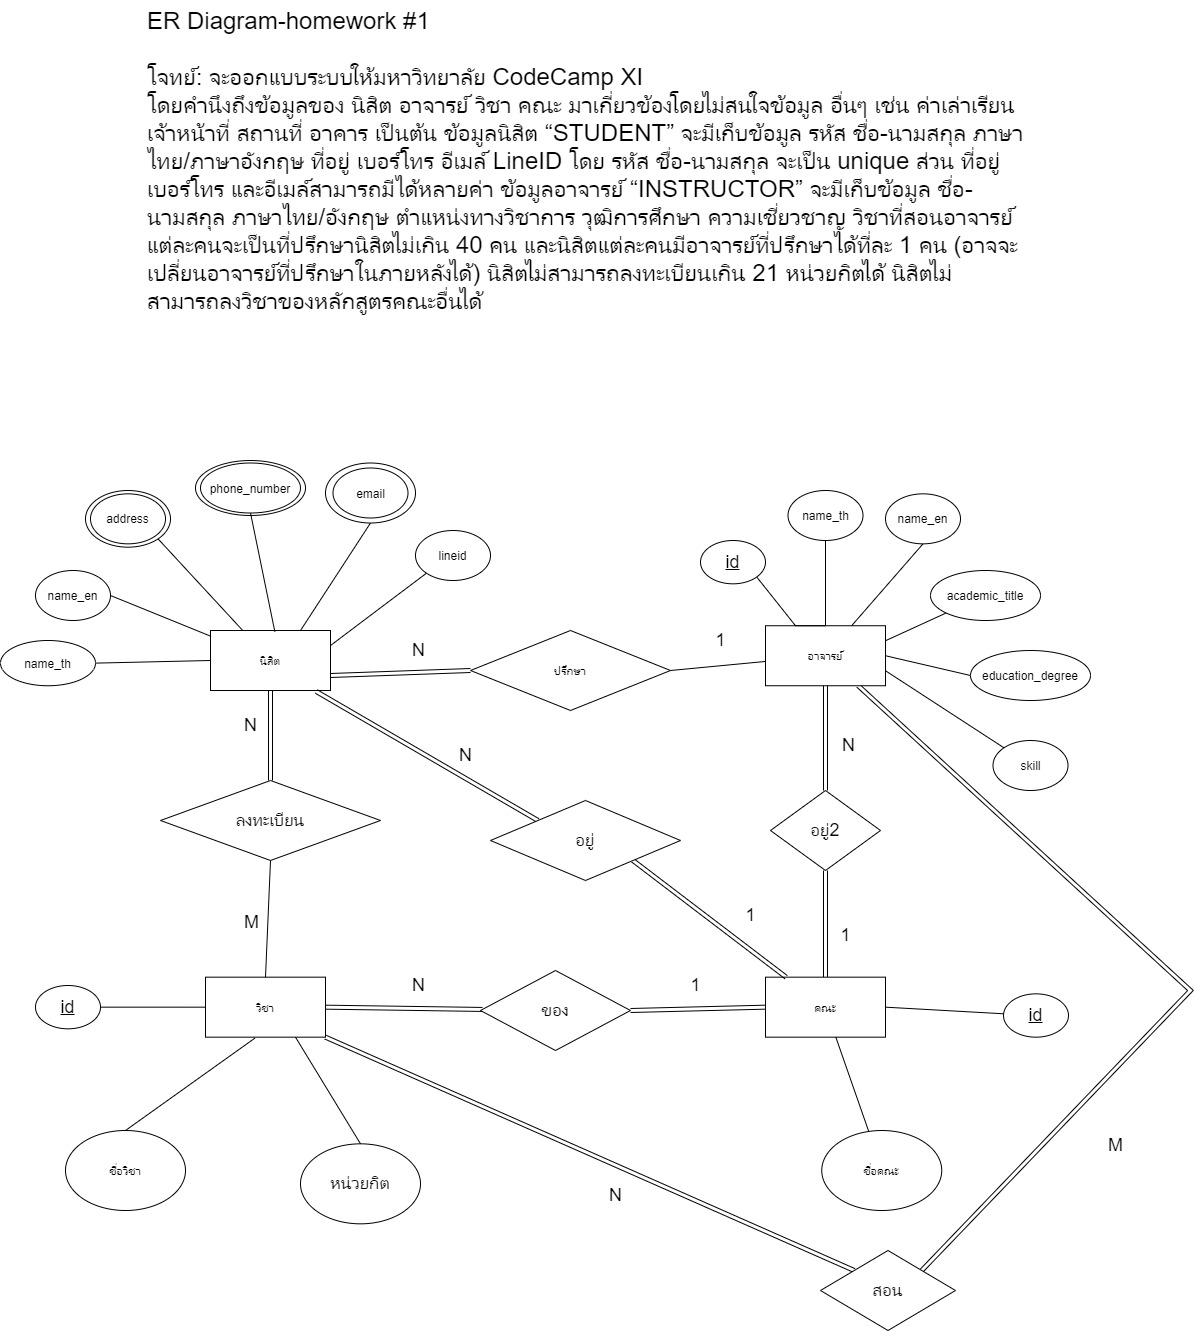 ER Diagram-homework #1
โจทย์: จะออกแบบระบบให้มหาวิทยาลัย CodeCamp XI
โดยคำนึงถึงข้อมูลของ นิสิต อาจารย์ วิชา คณะ มาเกี่ยวข้องโดยไม่สนใจข้อมูล อื่นๆ เช่น ค่าเล่าเรียน
เจ้าหน้าที่ สถานที่ อาคาร เป็นต้น ข้อมูลนิสิต “STUDENT” จะมีเก็บข้อมูล รหัส ชื่อ-นามสกุล ภาษา
ไทย/ภาษาอังกฤษ ที่อยู่ เบอร์โทร อีเมล์ LineID โดย รหัส ชื่อ-นามสกุล จะเป็น unique ส่วน ที่อยู่
เบอร์โทร และอีเมล์สามารถมีได้หลายค่า ข้อมูลอาจารย์ “INSTRUCTOR” จะมีเก็บข้อมูล ชื่อ-
นามสกุล ภาษาไทย/อังกฤษ ตำแหน่งทางวิชาการ วุฒิการศึกษา ความเชี่ยวชาญ วิชาที่สอนอาจารย์
แต่ละคนจะเป็นที่ปรึกษานิสิตไม่เกิน 40 คน และนิสิตแต่ละคนมีอาจารย์ที่ปรึกษาได้ทีละ 1 คน (อาจจะ
เปลี่ยนอาจารย์ที่ปรึกษาในภายหลังได้) นิสิตไม่สามารถลงทะเบียนเกิน 21 หน่วยกิตได้ นิสิตไม่
สามารถลงวิชาของหลักสูตรคณะอื่นได้
phone_number
email
address
name_th
name_en
lineid
id
name_en
academic_title
name_th
นิสิต
N
ปรึกษา
1
อาจารย์
education_degree
skill
N
N
N
ลงทะเบียน
อยู่
อยู่2
M
1
1
id
วิชา
N
ของ
1
คณะ
id
ชื่อวิชา
หน่วยกิต
ชื่อคณะ
M
N
สอน